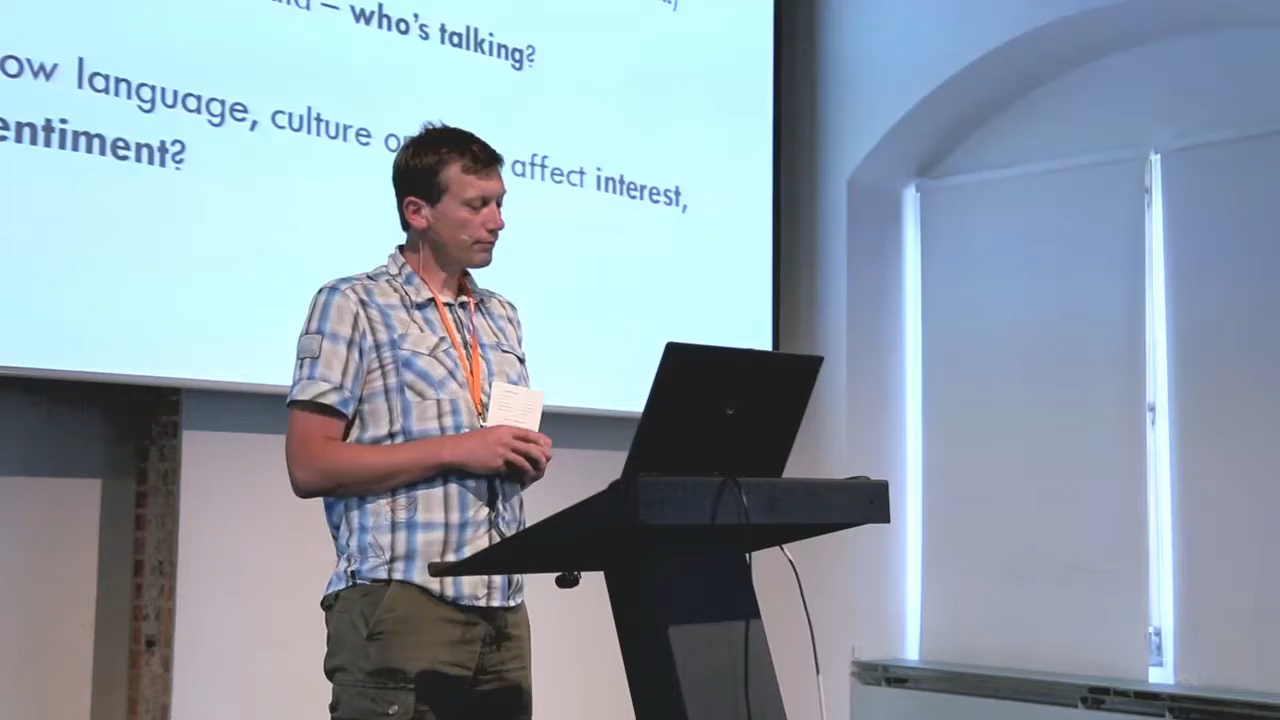 – who's talking?
ow language, culture o affect interest,
entiment?